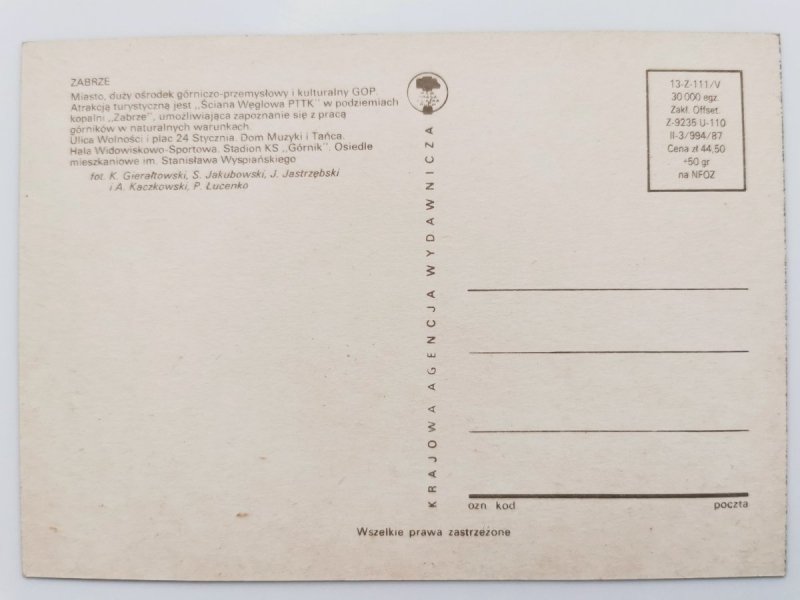 ZABRZE
Miasto, duży ośrodek górniczo-przemysłowy i kulturalny GOP.
Atrakcją turystyczną jest „Ściana Węglowa PTTK" w podziemiach
kopalni „Zabrze", umożliwiająca zapoznanie się z pracą
górników w naturalnych warunkach.
Ulica Wolności i plac 24 Stycznia. Dom Muzyki i Tańca.
Hala Widowiskowo-Sportowa. Stadion KS „Górnik". Osiedle
mieszkaniowe im. Stanisława Wyspiańskiego
fot. K. Gierałtowski, S. Jakubowski, J. Jastrzębski
i A. Kaczkowski, P. Łucenko
KRAJOWA AGENCJA WYDAWNICZA
13-Z-111/V
30 000 egz.
Zakł. Offset.
Z-9235 U-110
II-3/994/87
Cena zł 44,50
+50 gr
na NFOZ
ozn kod poczta
Wszelkie prawa zastrzeżone